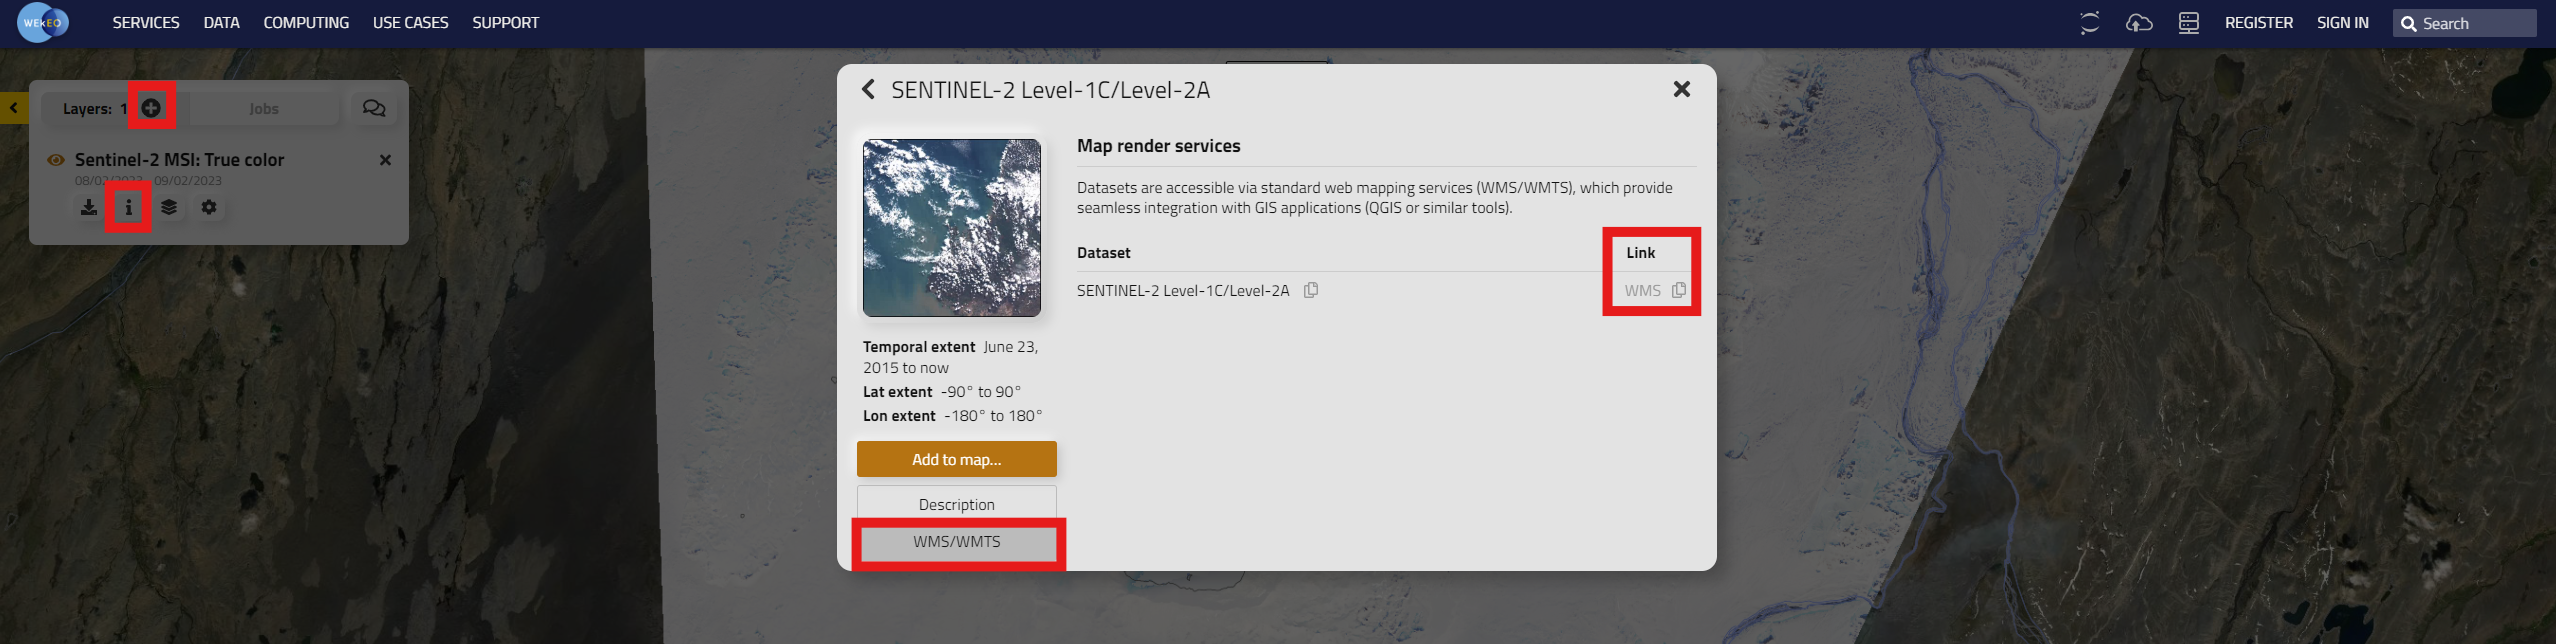 WEkEO
SERVICES DATA COMPUTING USE CASES SUPPORT
REGISTER SIGN IN Search
Layers: 1 Jobs
Sentinel-2 MSI: True color
08/02/2023 - 09/02/2023
SENTINEL-2 Level-1C/Level-2A
Temporal extent June 23,
2015 to now
Lat extent -90° to 90°
Lon extent -180° to 180°
Add to map...
Description
WMS/WMTS
Map render services
Datasets are accessible via standard web mapping services (WMS/WMTS), which provide
seamless integration with GIS applications (QGIS or similar tools).
Dataset Link
SENTINEL-2 Level-1C/Level-2A WMS